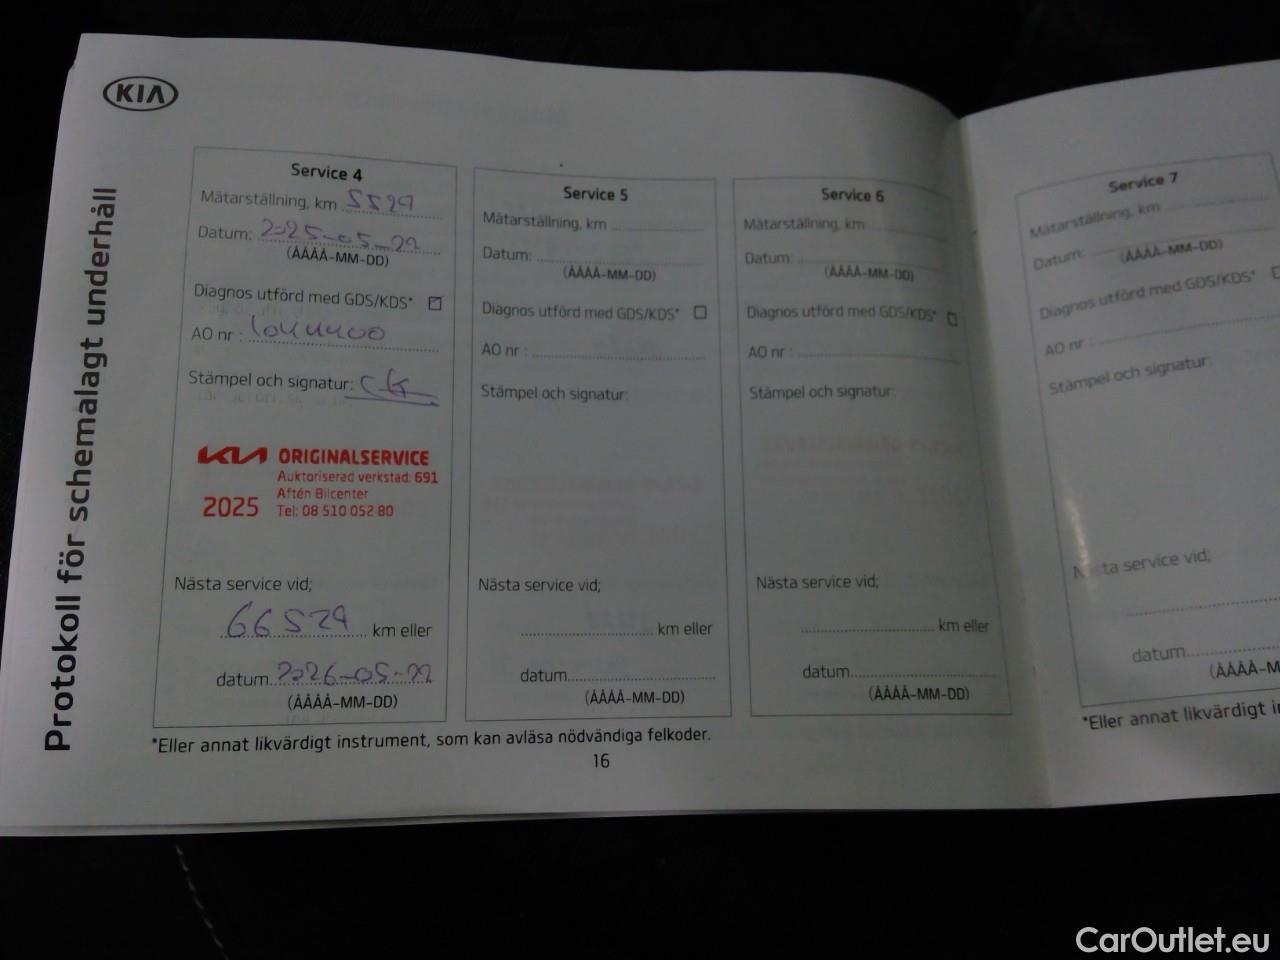 KIA
Protokoll för schemalagt underhåll
Service 4
Mätarställning, km 5529
Datum: 2025-05-22
(ÅÅÅÅ-MM-DD)
Diagnos utförd med GDS/KDS*
AO nr : 1044400
Stämpel och signatur:
KIA ORIGINALSERVICE
Auktoriserad verkstad: 691
2025 Aftén Bilcenter
Tel: 08 510 052 80
Nästa service vid;
66529 km eller
datum 2026-05-22
(ÅÅÅÅ-MM-DD)
Service 5
Mätarställning, km
Datum:
(ÅÅÅÅ-MM-DD)
Diagnos utförd med GDS/KDS*
AO nr :
Stämpel och signatur:
Nästa service vid;
km eller
datum
(ÅÅÅÅ-MM-DD)
Service 6
Mätarställning, km
Datum:
(ÅÅÅÅ-MM-DD)
Diagnos utförd med GDS/KDS*
AO nr :
Stämpel och signatur:
Nästa service vid;
km eller
datum
(ÅÅÅÅ-MM-DD)
*Eller annat likvärdigt instrument, som kan avläsa nödvändiga felkoder.
16
Service 7
Mätarställning, km
Datum:
(ÅÅÅÅ-MM-DD)
Diagnos utförd med GDS/KDS*
AO nr :
Stämpel och signatur:
Nästa service vid;
datum
(ÅÅÅÅ-M
*Eller annat likvärdigt i
CarOutlet.eu